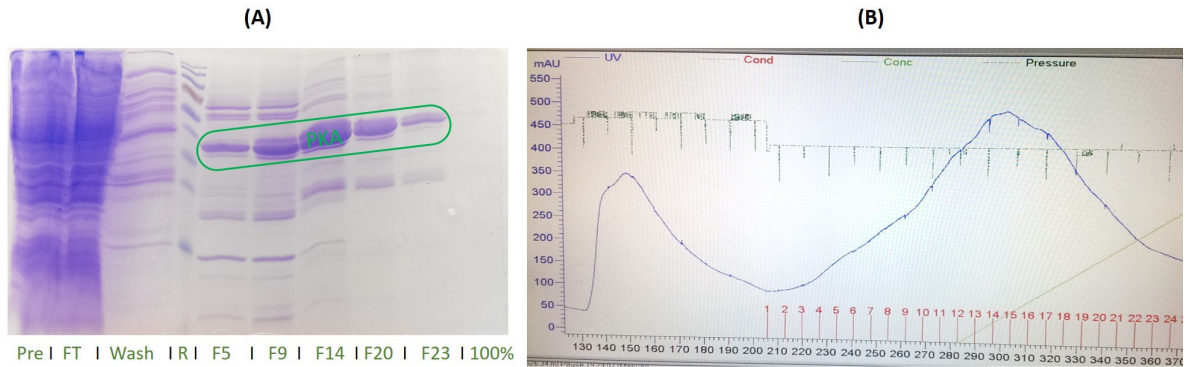 (A)
(B)
PKA
Pre I FT I Wash I R I F5 I F9 I F14 I F20 I F23 I 100%
UV Cond Conc Pressure
mAU
550
500
450
400
350
300
250
200
150
100
50
0
1 2 3 4 5 6 7 8 9 10 11 12 13 14 15 16 17 18 19 20 21 22 23 24
130 140 150 160 170 180 190 200 210 220 230 240 250 260 270 280 290 300 310 320 330 340 350 360 370